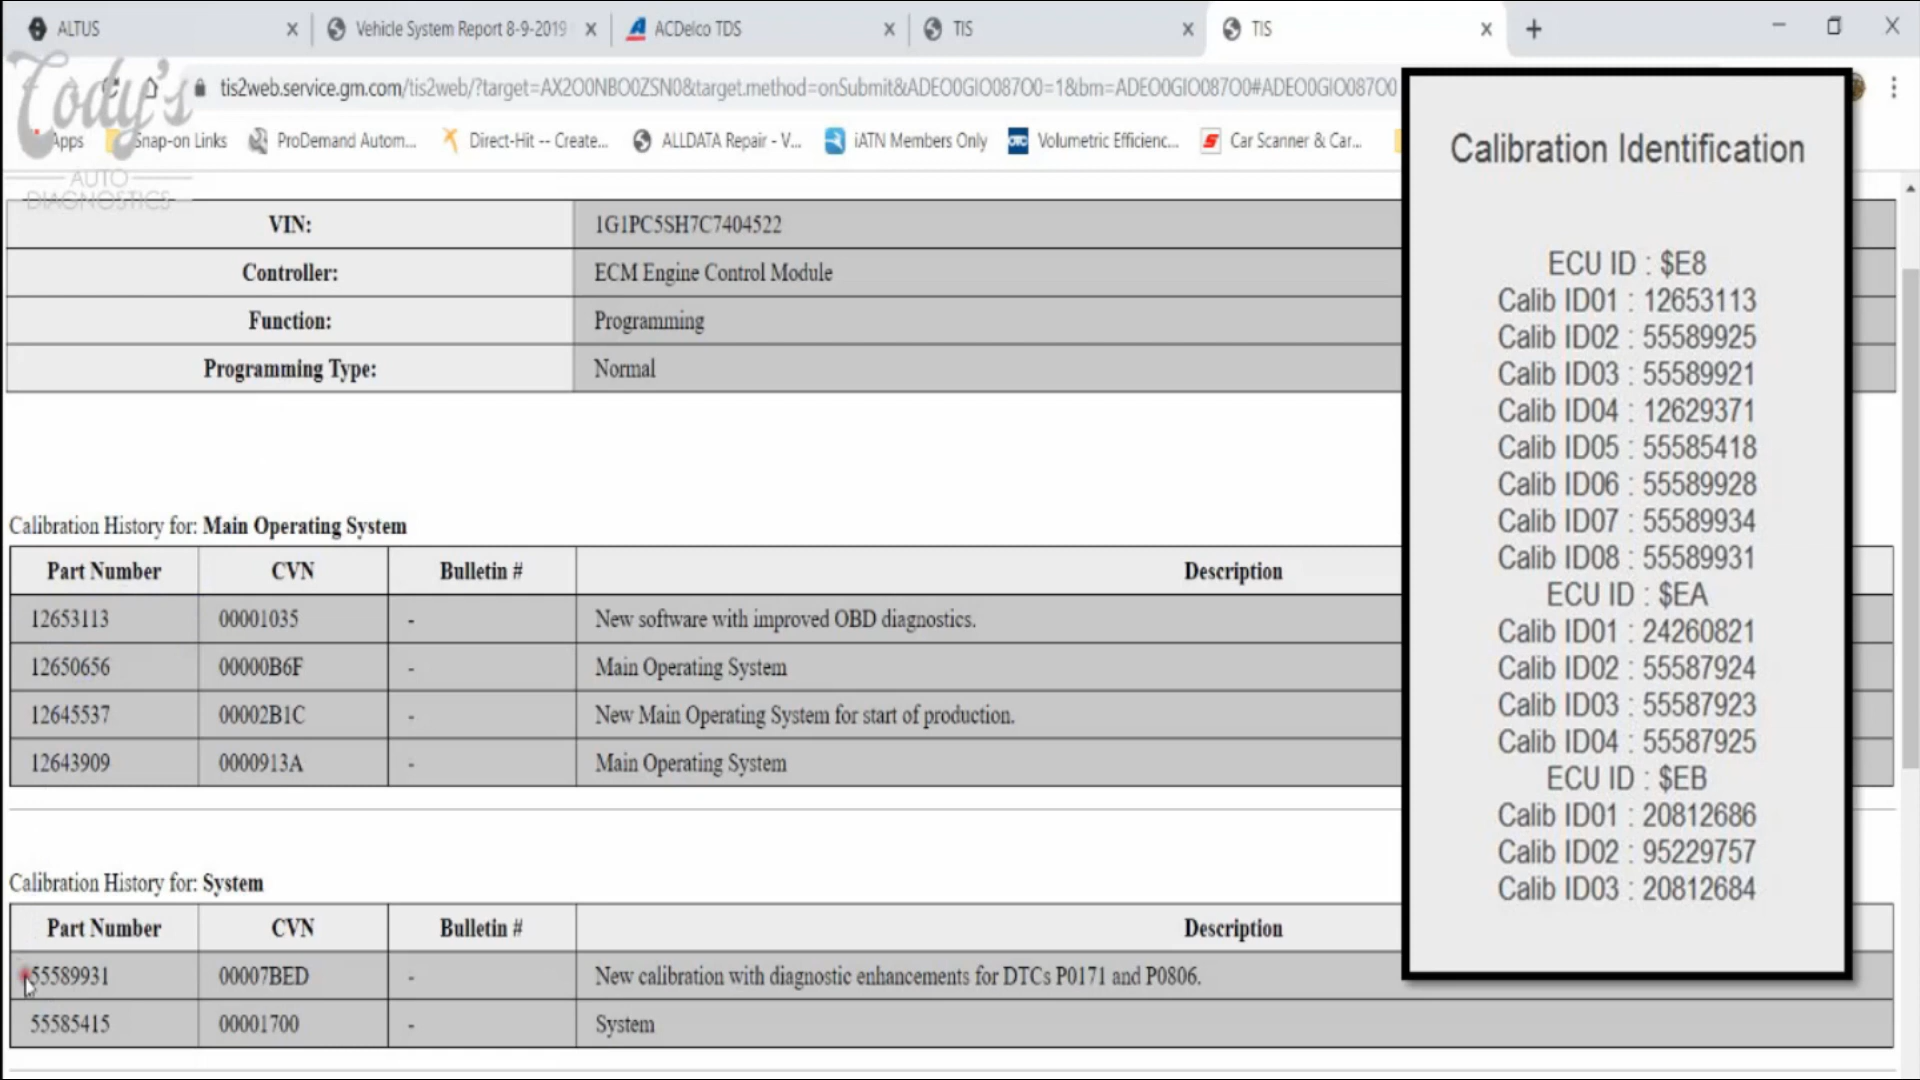 ALTUS
Vehicle System Report 8-9-2019
ACDelco TDS
TIS
TIS
tis2web.service.gm.com/tis2web/?target=AX2O0NBO0ZSN0&target.method=onSubmit&ADEO0GIO087O0=1&bm=ADEO0GIO087O0#ADEO0GIO087O0
Apps
Snap-on Links
ProDemand Autom...
Direct-Hit -- Create...
ALLDATA Repair - V...
iATN Members Only
Volumetric Efficienc...
Car Scanner & Car...
Cody's
AUTO
DIAGNOSTICS
VIN: 1G1PC5SH7C7404522
Controller: ECM Engine Control Module
Function: Programming
Programming Type: Normal
Calibration History for: Main Operating System
Part Number CVN Bulletin # Description
12653113 00001035 - New software with improved OBD diagnostics.
12650656 00000B6F - Main Operating System
12645537 00002B1C - New Main Operating System for start of production.
12643909 0000913A - Main Operating System
Calibration History for: System
Part Number CVN Bulletin # Description
55589931 00007BED - New calibration with diagnostic enhancements for DTCs P0171 and P0806.
55585415 00001700 - System
Calibration Identification
ECU ID : $E8
Calib ID01 : 12653113
Calib ID02 : 55589925
Calib ID03 : 55589921
Calib ID04 : 12629371
Calib ID05 : 55585418
Calib ID06 : 55589928
Calib ID07 : 55589934
Calib ID08 : 55589931
ECU ID : $EA
Calib ID01 : 24260821
Calib ID02 : 55587924
Calib ID03 : 55587923
Calib ID04 : 55587925
ECU ID : $EB
Calib ID01 : 20812686
Calib ID02 : 95229757
Calib ID03 : 20812684